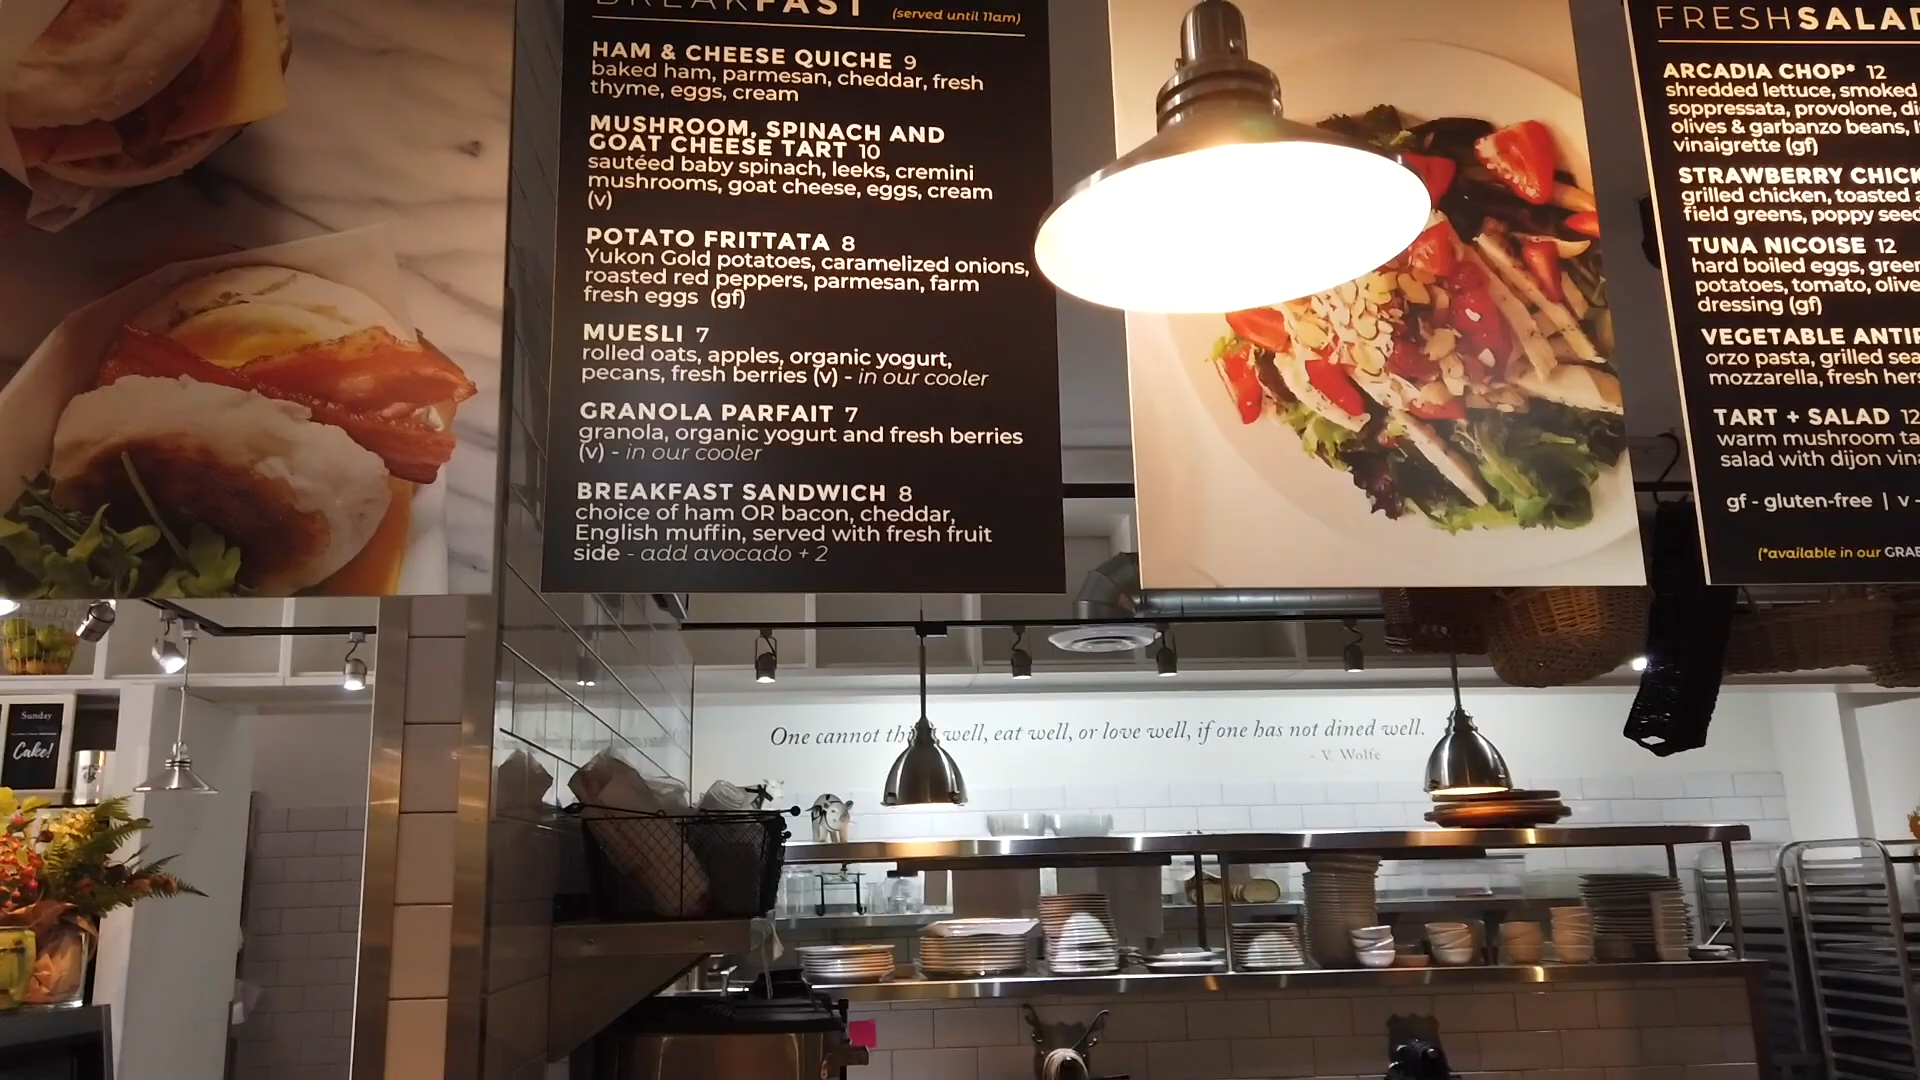 BREAKFAST (served until 11am)
HAM & CHEESE QUICHE 9
baked ham, parmesan, cheddar, fresh
thyme, eggs, cream
MUSHROOM, SPINACH AND
GOAT CHEESE TART 10
sautéed baby spinach, leeks, cremini
mushrooms, goat cheese, eggs, cream
(v)
POTATO FRITTATA 8
Yukon Gold potatoes, caramelized onions,
roasted red peppers, parmesan, farm
fresh eggs (gf)
MUESLI 7
rolled oats, apples, organic yogurt,
pecans, fresh berries (v) - in our cooler
GRANOLA PARFAIT 7
granola, organic yogurt and fresh berries
(v) - in our cooler
BREAKFAST SANDWICH 8
choice of ham OR bacon, cheddar,
English muffin, served with fresh fruit
side - add avocado + 2
FRESH SALAD
ARCADIA CHOP* 12
shredded lettuce, smoked
soppressata, provolone,
olives & garbanzo beans,
vinaigrette (gf)
STRAWBERRY
grilled chicken, toasted
field greens, poppy seed
TUNA NICOISE 12
hard boiled eggs,
potatoes, tomato,
dressing (gf)
VEGETABLE
orzo pasta, grilled
mozzarella, fresh
TART + SALAD 12
warm mushroom
salad with dijon
gf - gluten-free | v -
(*available in our
One cannot well, eat well, or love well, if one has not dined well.
- V. Wolfe
Sunday
Cake!